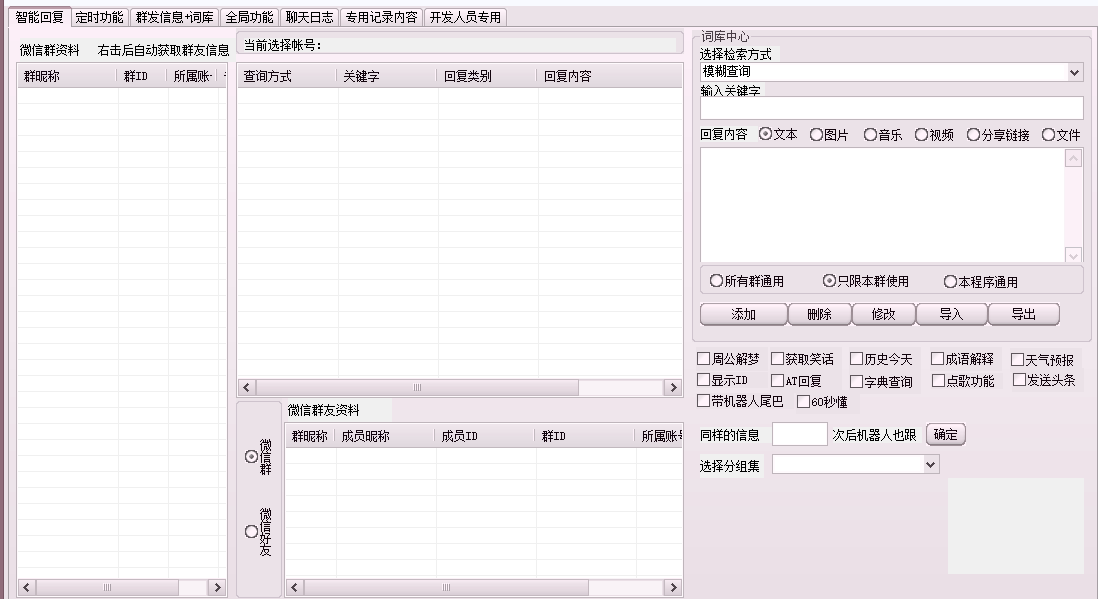 智能回复 定时功能 群发信息+词库 全局功能 聊天日志 专用记录内容 开发人员专用
微信群资料 右击后自动获取群友信息
群昵称 群ID 所属账
当前选择帐号：
查询方式 关键字 回复类别 回复内容
微信群
微信好友
微信群友资料
群昵称 成员昵称 成员ID 群ID 所属账
词库中心
选择检索方式
模糊查询
输入关键字
回复内容 文本 图片 音乐 视频 分享链接 文件
所有群通用 只限本群使用 本程序通用
添加 删除 修改 导入 导出
周公解梦 获取笑话 历史今天 成语解释 天气预报
显示ID AT回复 字典查询 点歌功能 发送头条
带机器人尾巴 60秒懂
同样的信息 次后机器人也跟 确定
选择分组集